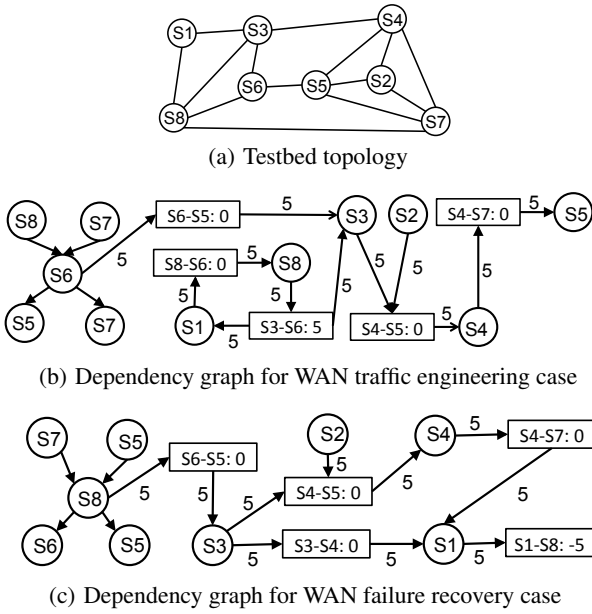 S1 S3 S4
S6 S5 S2
S8 S7
(a) Testbed topology
S8 S7 S6-S5: 0 5 S3 S2 S4-S7: 0 5 S5
S6 5 S8-S6: 0 5 S8 5 5 5 5
S5 S7 5 S1 5 S3-S6: 5 S4-S5: 0 5 S4
(b) Dependency graph for WAN traffic engineering case
S7 S5 S6-S5: 0 S2 S4 5 S4-S7: 0
S8 5 5 5 S4-S5: 0 5 5
S6 S5 S3 5 5 S3-S4: 0 5 S1 5 S1-S8: -5
(c) Dependency graph for WAN failure recovery case